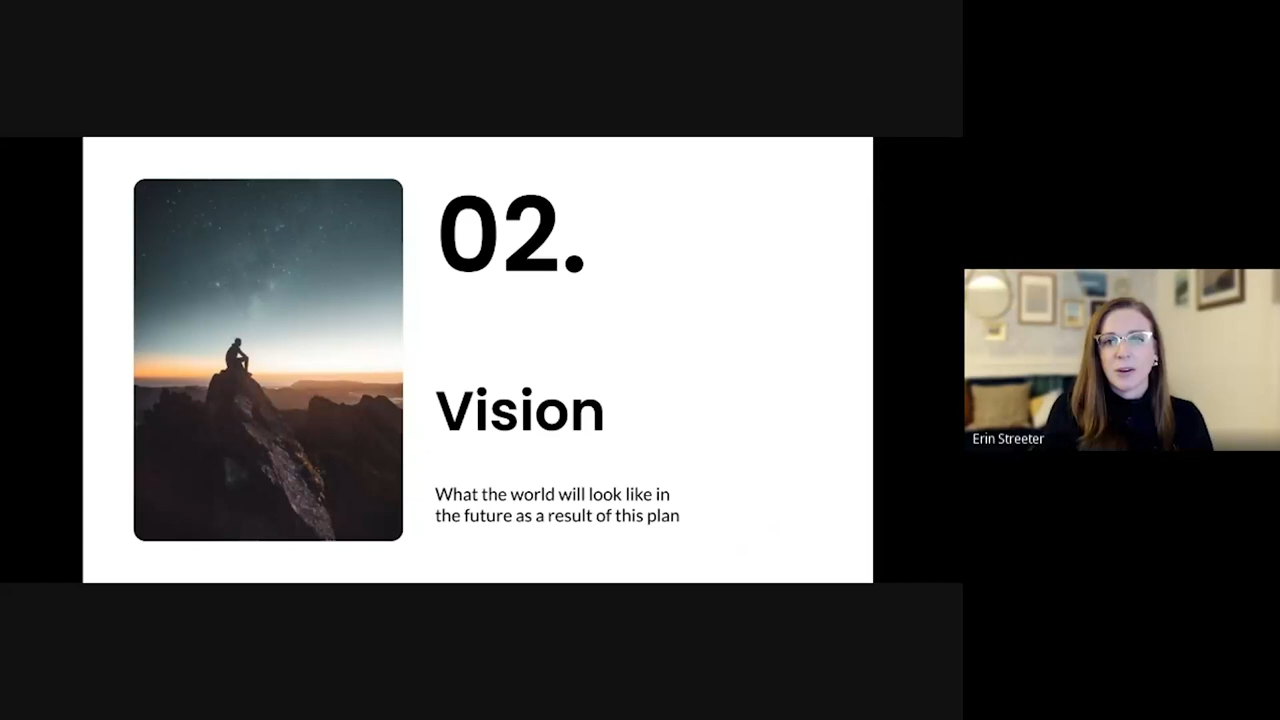 02.
Vision
What the world will look like in
the future as a result of this plan
Erin Streeter